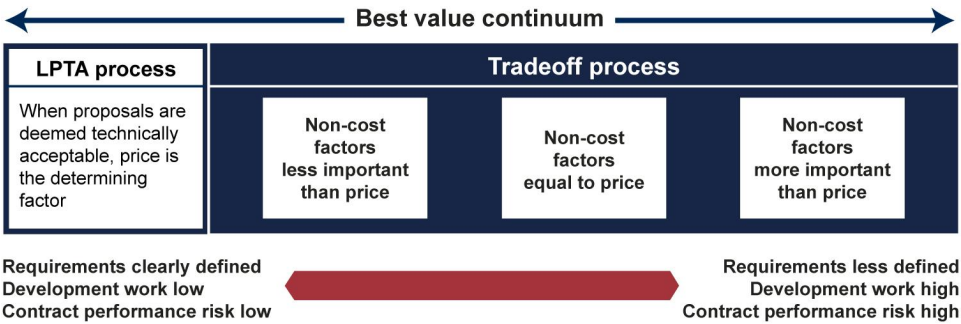 Best value continuum
LPTA process
When proposals are
deemed technically
acceptable, price is
the determining
factor
Tradeoff process
Non-cost
factors
less important
than price
Non-cost
factors
equal to price
Non-cost
factors
more important
than price
Requirements clearly defined
Development work low
Contract performance risk low
Requirements less defined
Development work high
Contract performance risk high